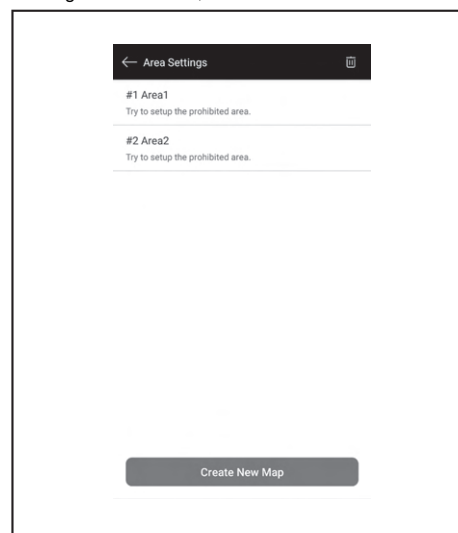 Area Settings
#1 Area1
Try to setup the prohibited area.
#2 Area2
Try to setup the prohibited area.
Create New Map